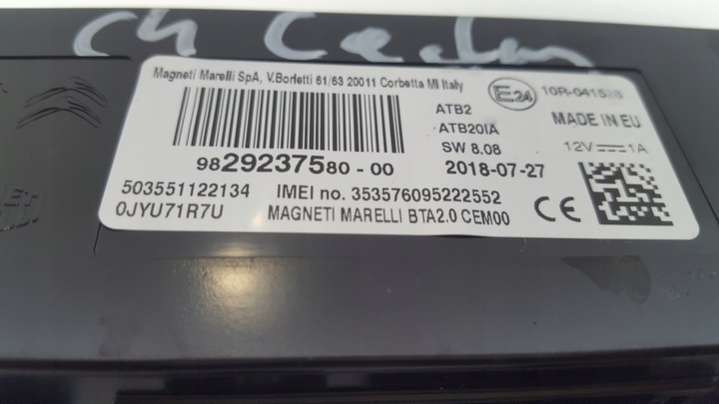 C4 Cactus
Magneti Marelli SpA, V.Borletti 61/63 20011 Corbetta MI Italy
E24
10R-041528
ATB2
ATB20IA
MADE IN EU
SW 8.08
12V 1A
9829237580-00
2018-07-27
503551122134
IMEI no. 353576095222552
0JYU71R7U
MAGNETI MARELLI BTA2.0 CEM00
CE